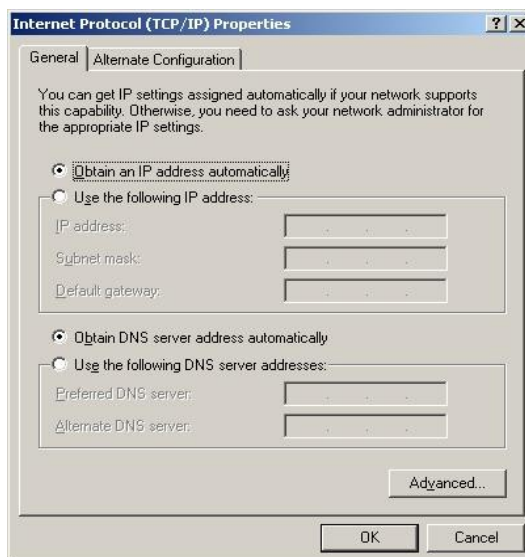 Internet Protocol (TCP/IP) Properties
General
Alternate Configuration
You can get IP settings assigned automatically if your network supports
this capability. Otherwise, you need to ask your network administrator for
the appropriate IP settings.
Obtain an IP address automatically
Use the following IP address:
IP address:
Subnet mask:
Default gateway:
Obtain DNS server address automatically
Use the following DNS server addresses:
Preferred DNS server:
Alternate DNS server:
Advanced...
OK
Cancel